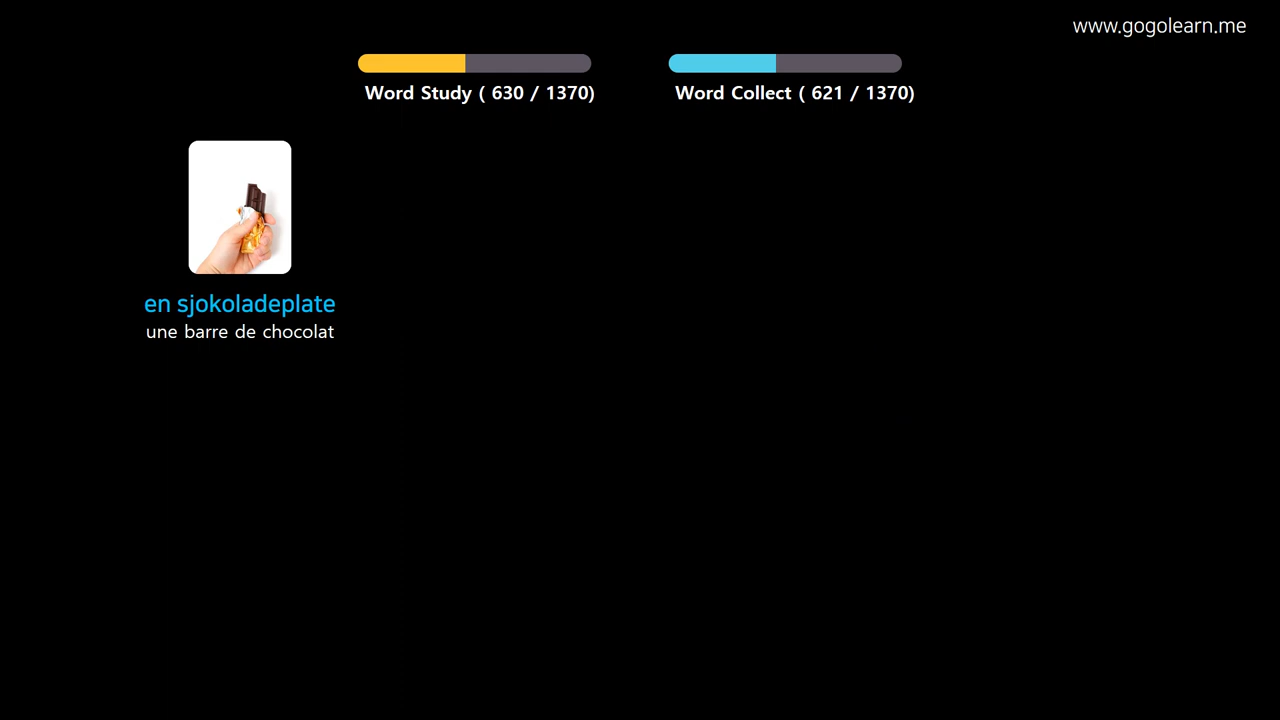 www.gogolearn.me
Word Study ( 630 / 1370)
Word Collect ( 621 / 1370)
en sjokoladeplate
une barre de chocolat